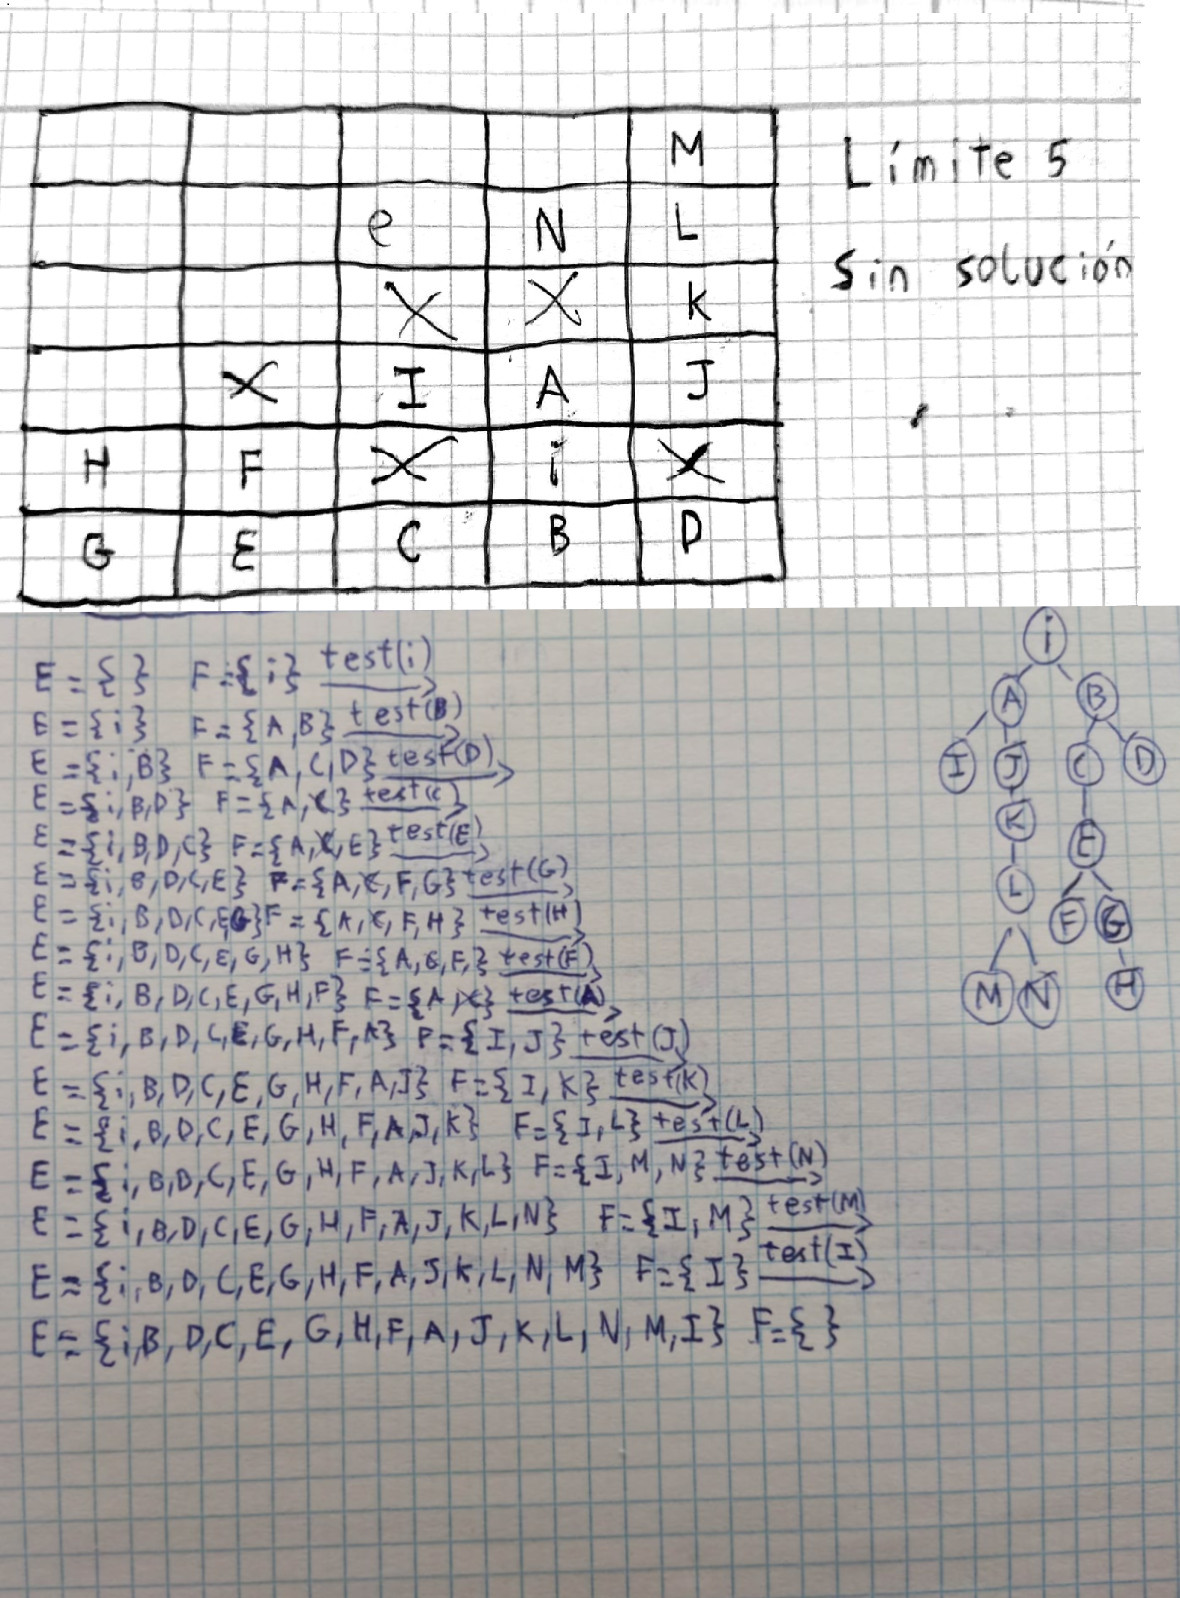 M
Límite 5
e N L
Sin solución
X X K
X I A J
H F X i X
G E C B D
E = { } F = {i} test(i)
E = {i} F = {A,B} test(B)
E = {i,B} F = {A,C,D} test(D)
E = {i,B,D} F = {A,C} test(C)
E = {i,B,D,C} F = {A,E} test(E)
E = {i,B,D,C,E} F = {A,F,G} test(G)
E = {i,B,D,C,E,G} F = {A,F,H} test(H)
E = {i,B,D,C,E,G,H} F = {A,F,} test(F)
E = {i,B,D,C,E,G,H,F} F = {A} test(A)
E = {i,B,D,C,E,G,H,F,A} F = {I,J} test(J)
E = {i,B,D,C,E,G,H,F,A,J} F = {I,K} test(K)
E = {i,B,D,C,E,G,H,F,A,J,K} F = {I,L} test(L)
E = {i,B,D,C,E,G,H,F,A,J,K,L} F = {I,M,N} test(N)
E = {i,B,D,C,E,G,H,F,A,J,K,L,N} F = {I,M} test(M)
E = {i,B,D,C,E,G,H,F,A,J,K,L,N,M} F = {I} test(I)
E = {i,B,D,C,E,G,H,F,A,J,K,L,N,M,I} F = { }
i
A B
I J C D
K E
L F G
M N H